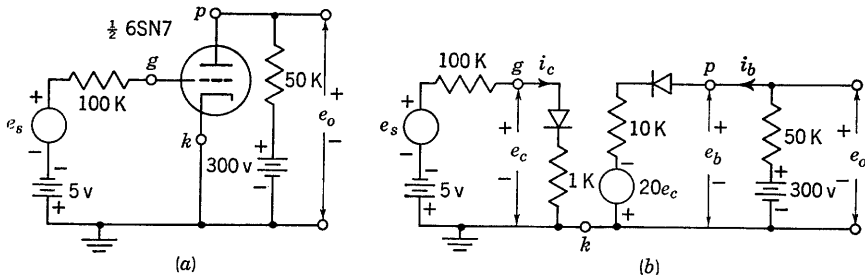 ½ 6SN7
p
g
100 K
50 K
+
e_o
−
+
e_s
−
k
−
300 v
+
−
5 v
+
(a)
100 K
g
i_c
+
e_s
−
+
e_c
−
−
5 v
+
1 K
k
10 K
−
20e_c
+
p
i_b
+
e_b
−
50 K
+
300 v
−
+
e_o
−
(b)